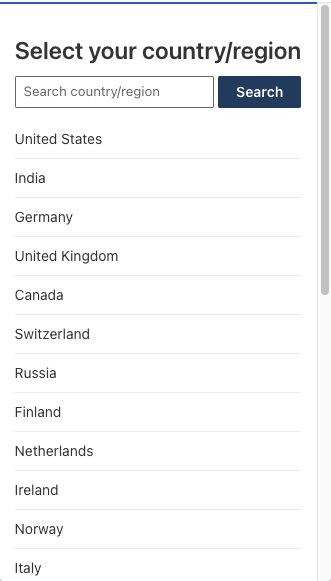 Select your country/region
Search country/region
Search
United States
India
Germany
United Kingdom
Canada
Switzerland
Russia
Finland
Netherlands
Ireland
Norway
Italy